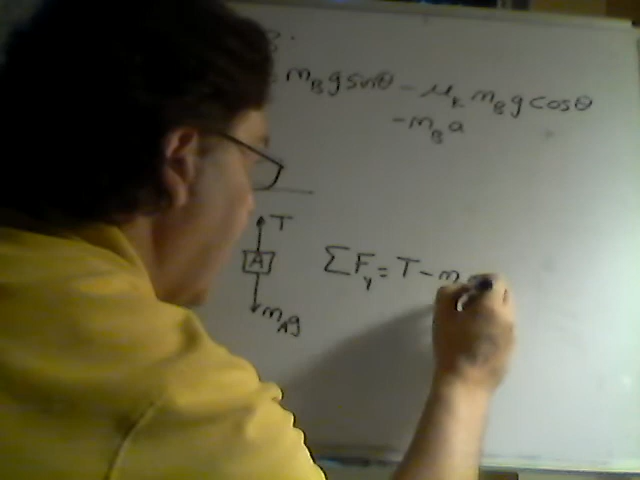 B.
m_B g sinθ - μ_k m_B g cosθ
- m_B a
T
A
ΣF_y = T - m
m_A g